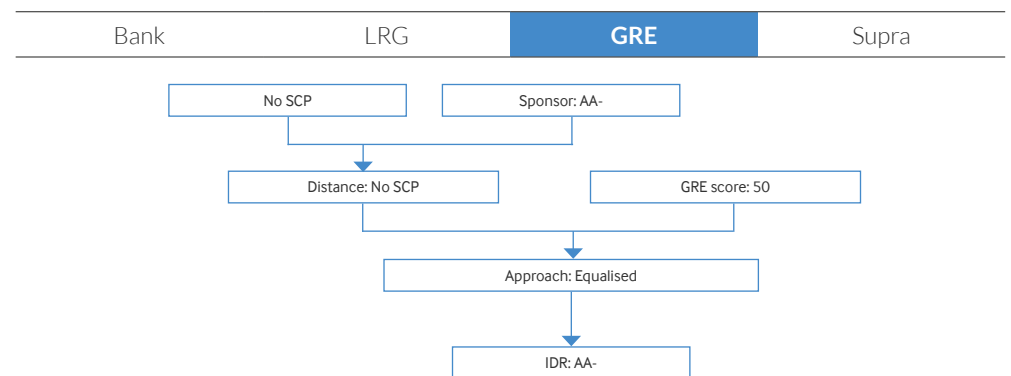 Bank LRG GRE Supra
No SCP Sponsor: AA-
Distance: No SCP GRE score: 50
Approach: Equalised
IDR: AA-